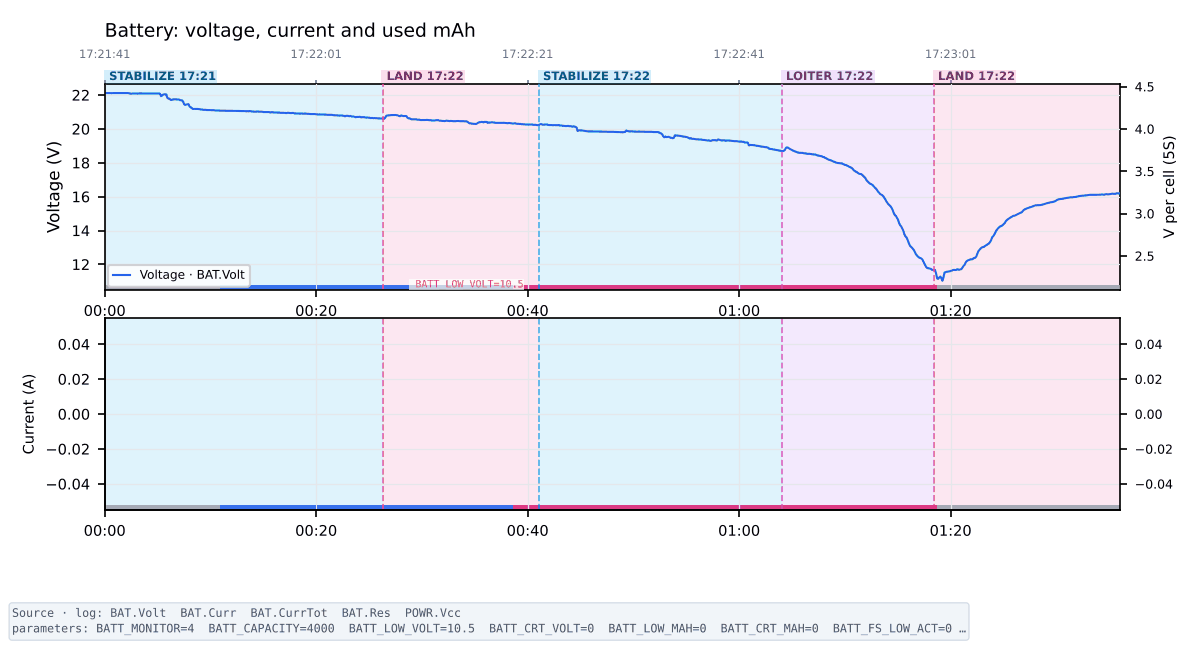 Battery: voltage, current and used mAh
17:21:41 17:22:01 17:22:21 17:22:41 17:23:01
STABILIZE 17:21 LAND 17:22 STABILIZE 17:22 LOITER 17:22 LAND 17:22
Voltage (V)
22
20
18
16
14
12
4.5
4.0
3.5
3.0
2.5
V per cell (5S)
Voltage · BAT.Volt
BATT_LOW_VOLT=10.5
00:00 00:20 00:40 01:00 01:20
Current (A)
0.04
0.02
0.00
−0.02
−0.04
0.04
0.02
0.00
−0.02
−0.04
00:00 00:20 00:40 01:00 01:20
Source · log: BAT.Volt BAT.Curr BAT.CurrTot BAT.Res POWR.Vcc
parameters: BATT_MONITOR=4 BATT_CAPACITY=4000 BATT_LOW_VOLT=10.5 BATT_CRT_VOLT=0 BATT_LOW_MAH=0 BATT_CRT_MAH=0 BATT_FS_LOW_ACT=0 …